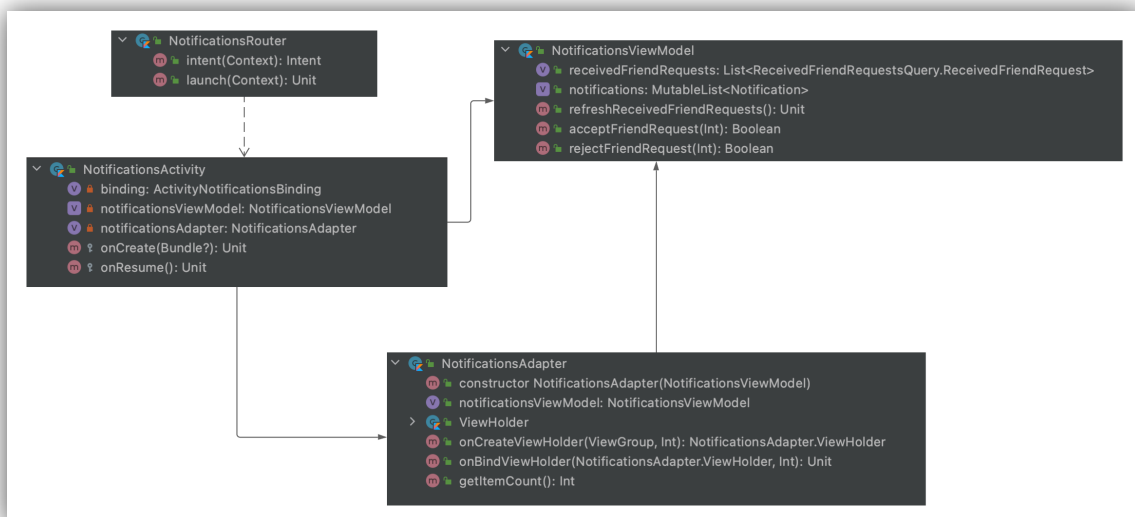 NotificationsRouter
intent(Context): Intent
launch(Context): Unit
NotificationsViewModel
receivedFriendRequests: List<ReceivedFriendRequestsQuery.ReceivedFriendRequest>
notifications: MutableList<Notification>
refreshReceivedFriendRequests(): Unit
acceptFriendRequest(Int): Boolean
rejectFriendRequest(Int): Boolean
NotificationsActivity
binding: ActivityNotificationsBinding
notificationsViewModel: NotificationsViewModel
notificationsAdapter: NotificationsAdapter
onCreate(Bundle?): Unit
onResume(): Unit
NotificationsAdapter
constructor NotificationsAdapter(NotificationsViewModel)
notificationsViewModel: NotificationsViewModel
ViewHolder
onCreateViewHolder(ViewGroup, Int): NotificationsAdapter.ViewHolder
onBindViewHolder(NotificationsAdapter.ViewHolder, Int): Unit
getItemCount(): Int